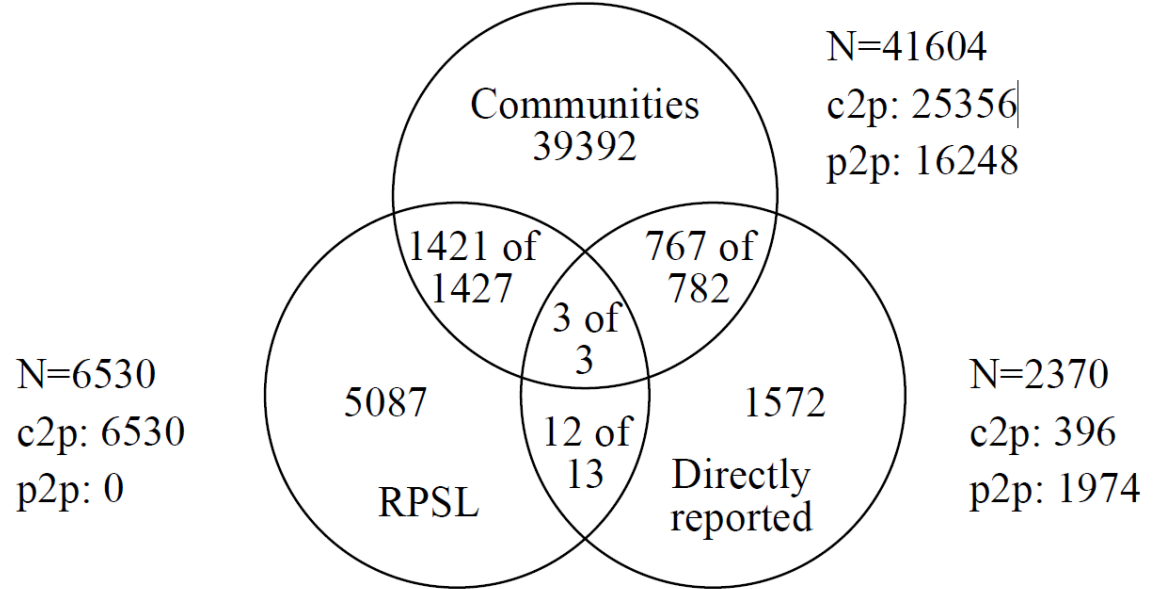 N=41604
c2p: 25356
p2p: 16248
Communities
39392
1421 of
1427
767 of
782
3 of
3
N=6530
c2p: 6530
p2p: 0
5087
RPSL
12 of
13
1572
Directly
reported
N=2370
c2p: 396
p2p: 1974